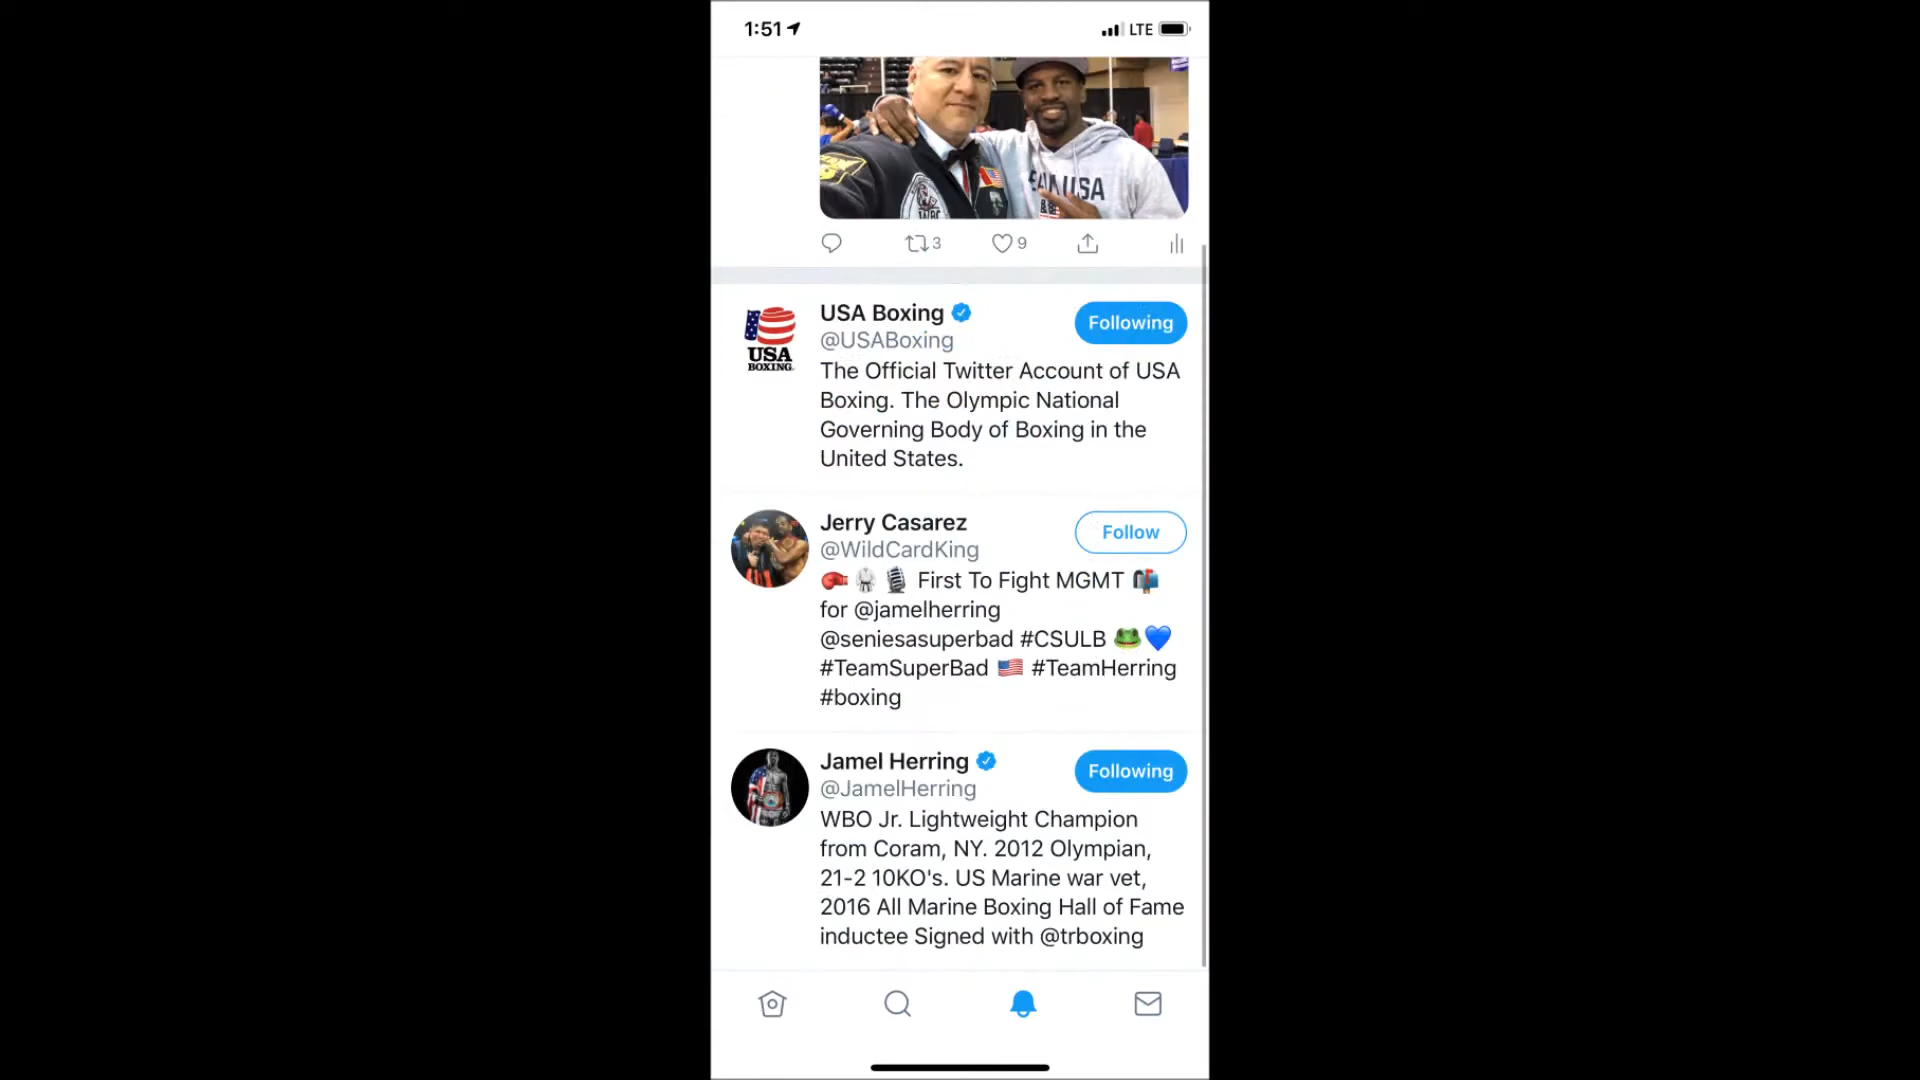 1:51
LTE
WBC
USA
3
9
USA Boxing
Following
@USABoxing
USA
BOXING
The Official Twitter Account of USA
Boxing. The Olympic National
Governing Body of Boxing in the
United States.
Jerry Casarez
Follow
@WildCardKing
First To Fight MGMT
for @jamelherring
@seniesasuperbad #CSULB
#TeamSuperBad #TeamHerring
#boxing
Jamel Herring
Following
@JamelHerring
WBO Jr. Lightweight Champion
from Coram, NY. 2012 Olympian,
21-2 10KO's. US Marine war vet,
2016 All Marine Boxing Hall of Fame
inductee Signed with @trboxing